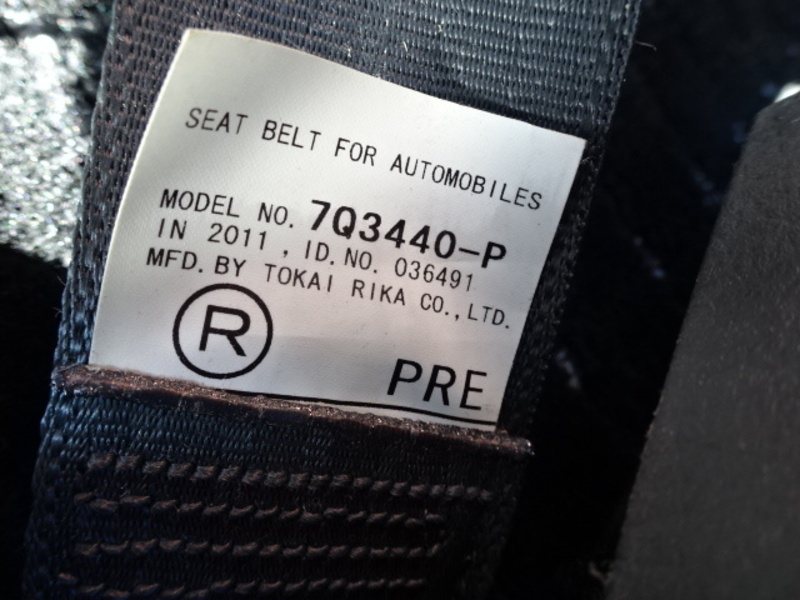 SEAT BELT FOR AUTOMOBILES
MODEL NO. 7Q3440-P
IN 2011 , ID. NO. 036491
MFD. BY TOKAI RIKA CO., LTD.
R
PRE